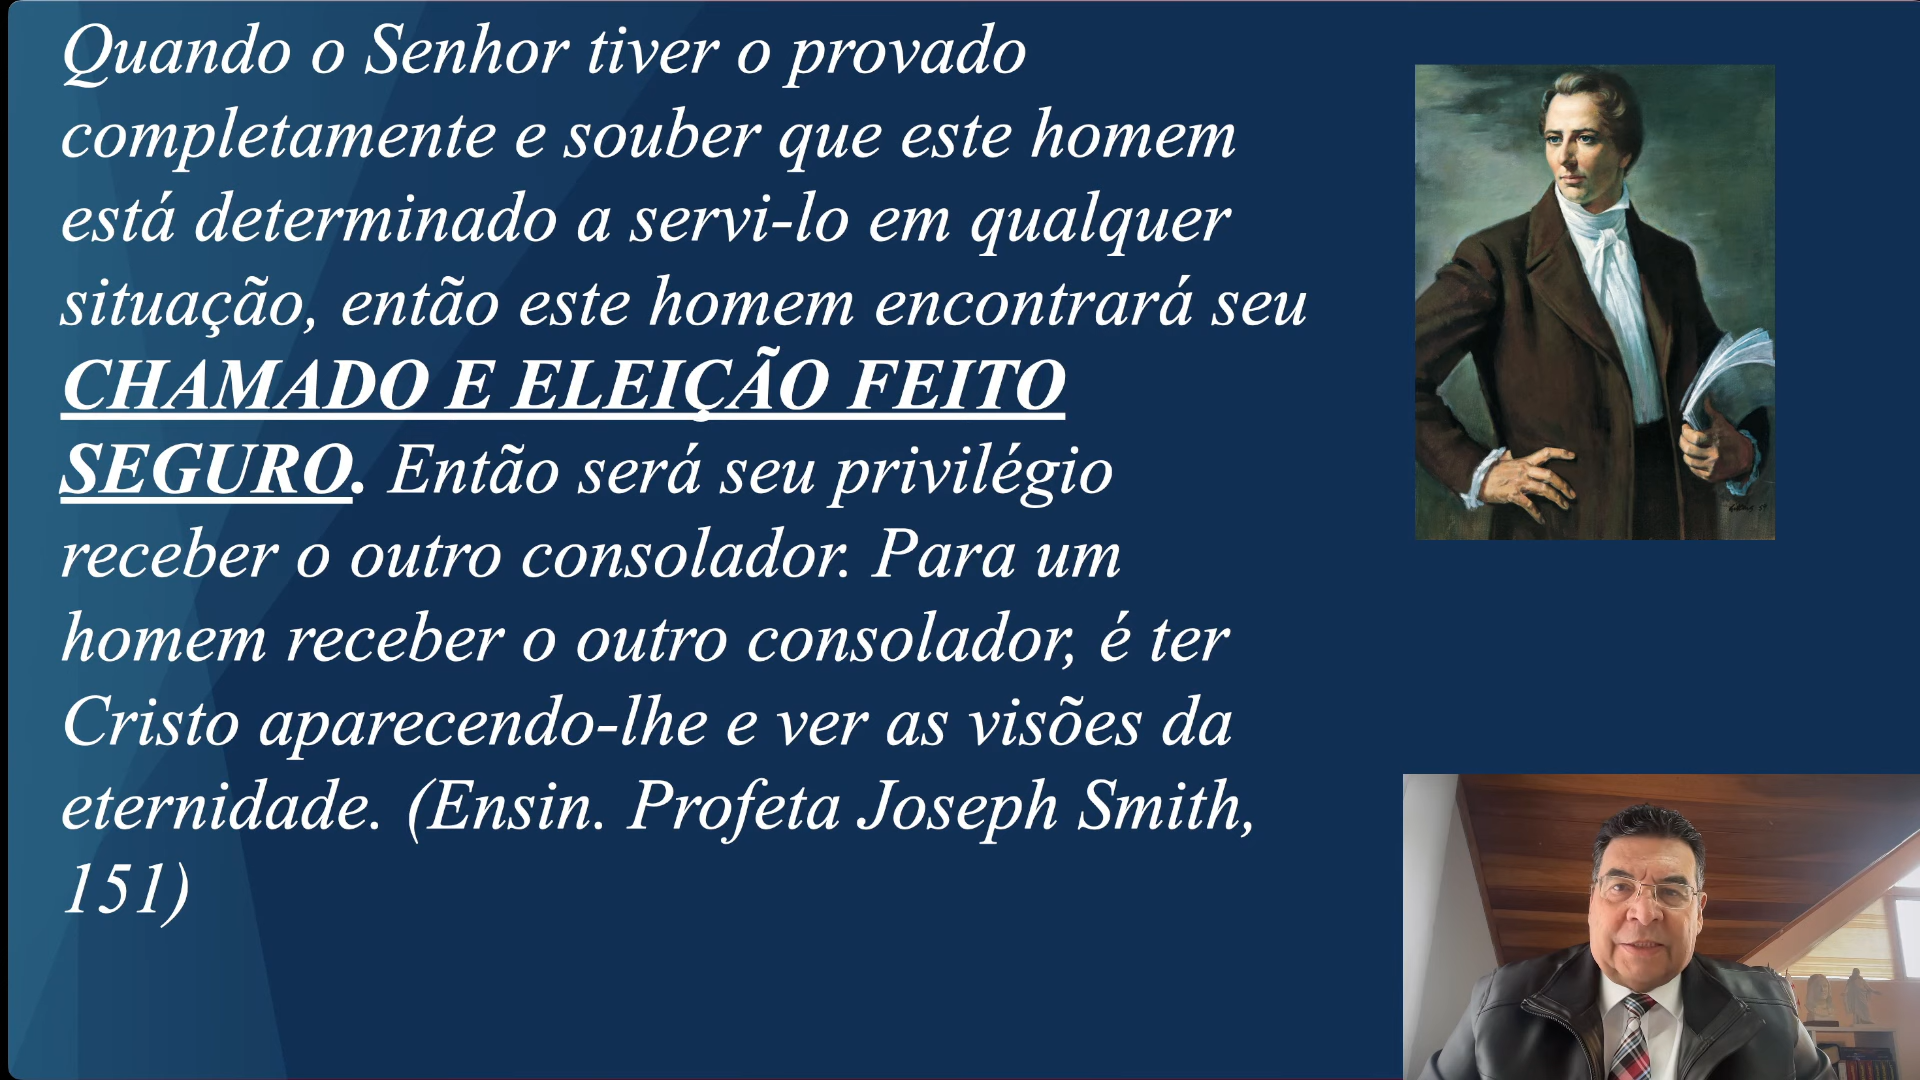 Quando o Senhor tiver o provado
completamente e souber que este homem
está determinado a servi-lo em qualquer
situação, então este homem encontrará seu
CHAMADO E ELEIÇÃO FEITO
SEGURO. Então será seu privilégio
receber o outro consolador. Para um
homem receber o outro consolador, é ter
Cristo aparecendo-lhe e ver as visões da
eternidade. (Ensin. Profeta Joseph Smith,
151)